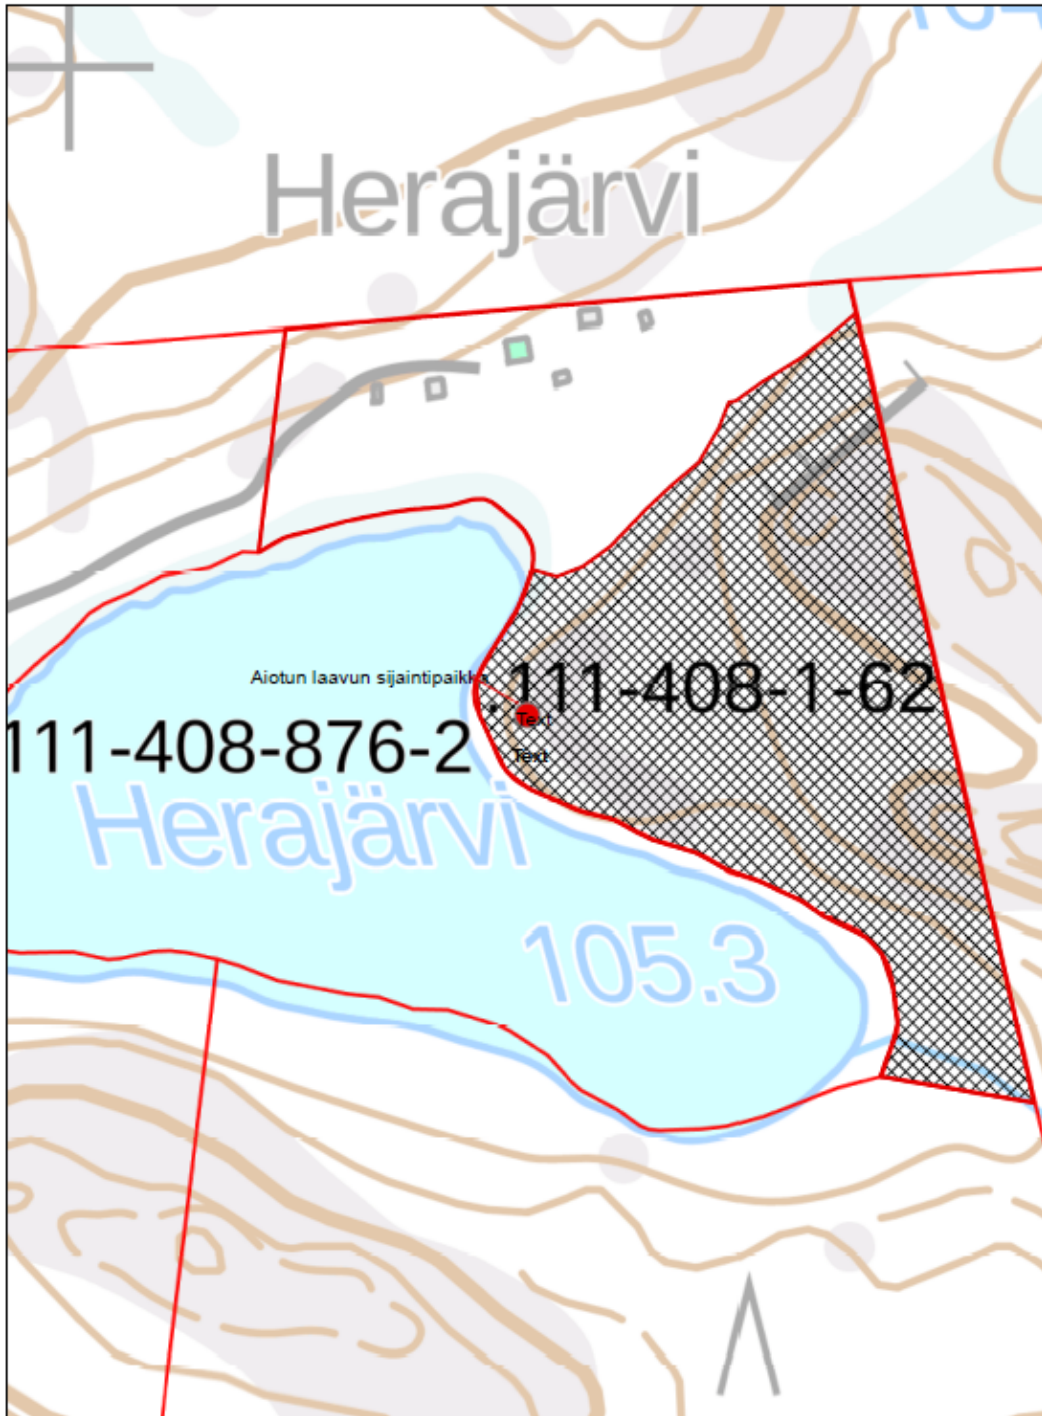 Herajärvi
Aiotun laavun sijaintipaikka
111-408-1-62
Text
Text
111-408-876-2
Herajärvi
105.3